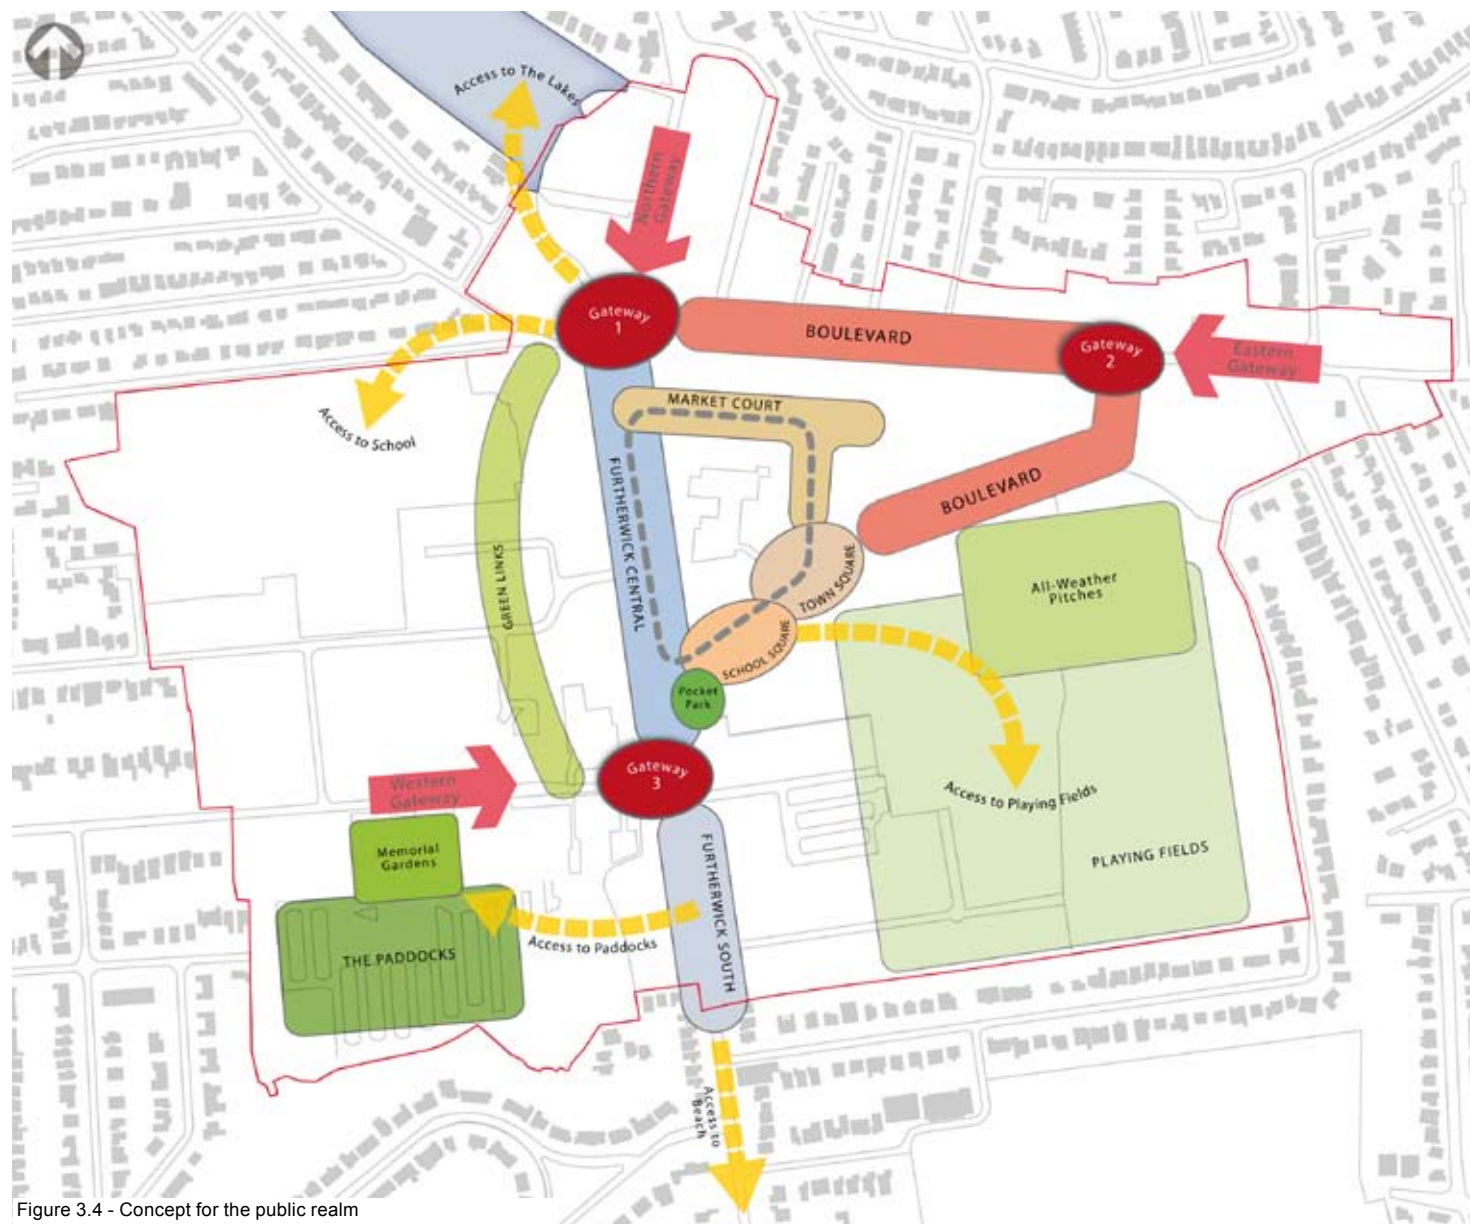 Access to The Lakes
Northern
Gateway
Gateway
1
BOULEVARD
Gateway
2
Eastern
Gateway
MARKET COURT
Access to School
FURTHERWICK CENTRAL
BOULEVARD
GREEN LINKS
TOWN SQUARE
All-Weather
Pitches
SCHOOL SQUARE
Pocket
Park
Gateway
3
Western
Gateway
Access to Playing Fields
Memorial
Gardens
FURTHERWICK SOUTH
PLAYING FIELDS
THE PADDOCKS
Access to Paddocks
Access to
Beach
Figure 3.4 - Concept for the public realm